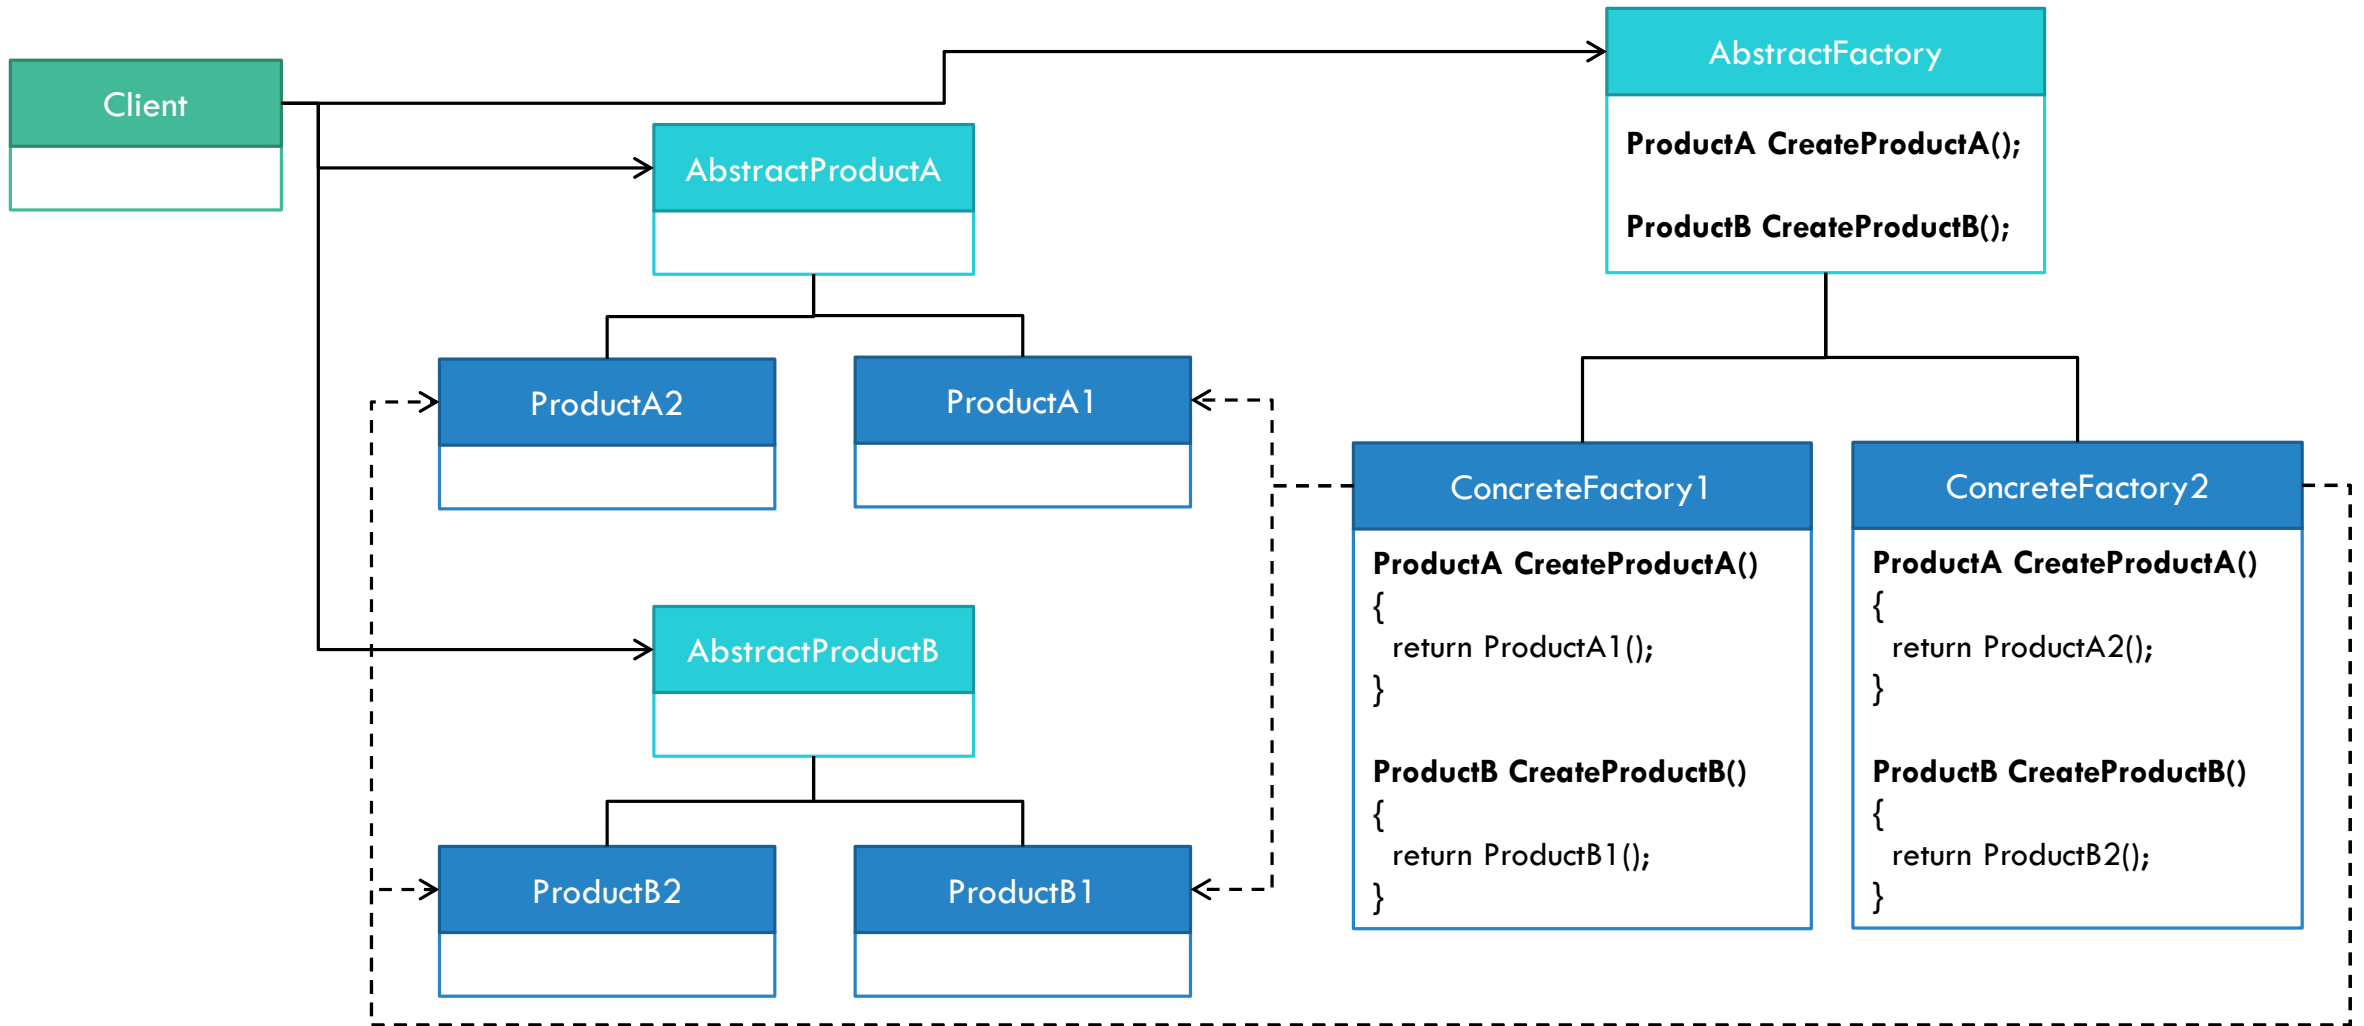 Client
AbstractProductA
ProductA2
ProductA1
AbstractProductB
ProductB2
ProductB1
AbstractFactory
ProductA CreateProductA();
ProductB CreateProductB();
ConcreteFactory1
ProductA CreateProductA()
{
return ProductA1();
}
ProductB CreateProductB()
{
return ProductB1();
}
ConcreteFactory2
ProductA CreateProductA()
{
return ProductA2();
}
ProductB CreateProductB()
{
return ProductB2();
}